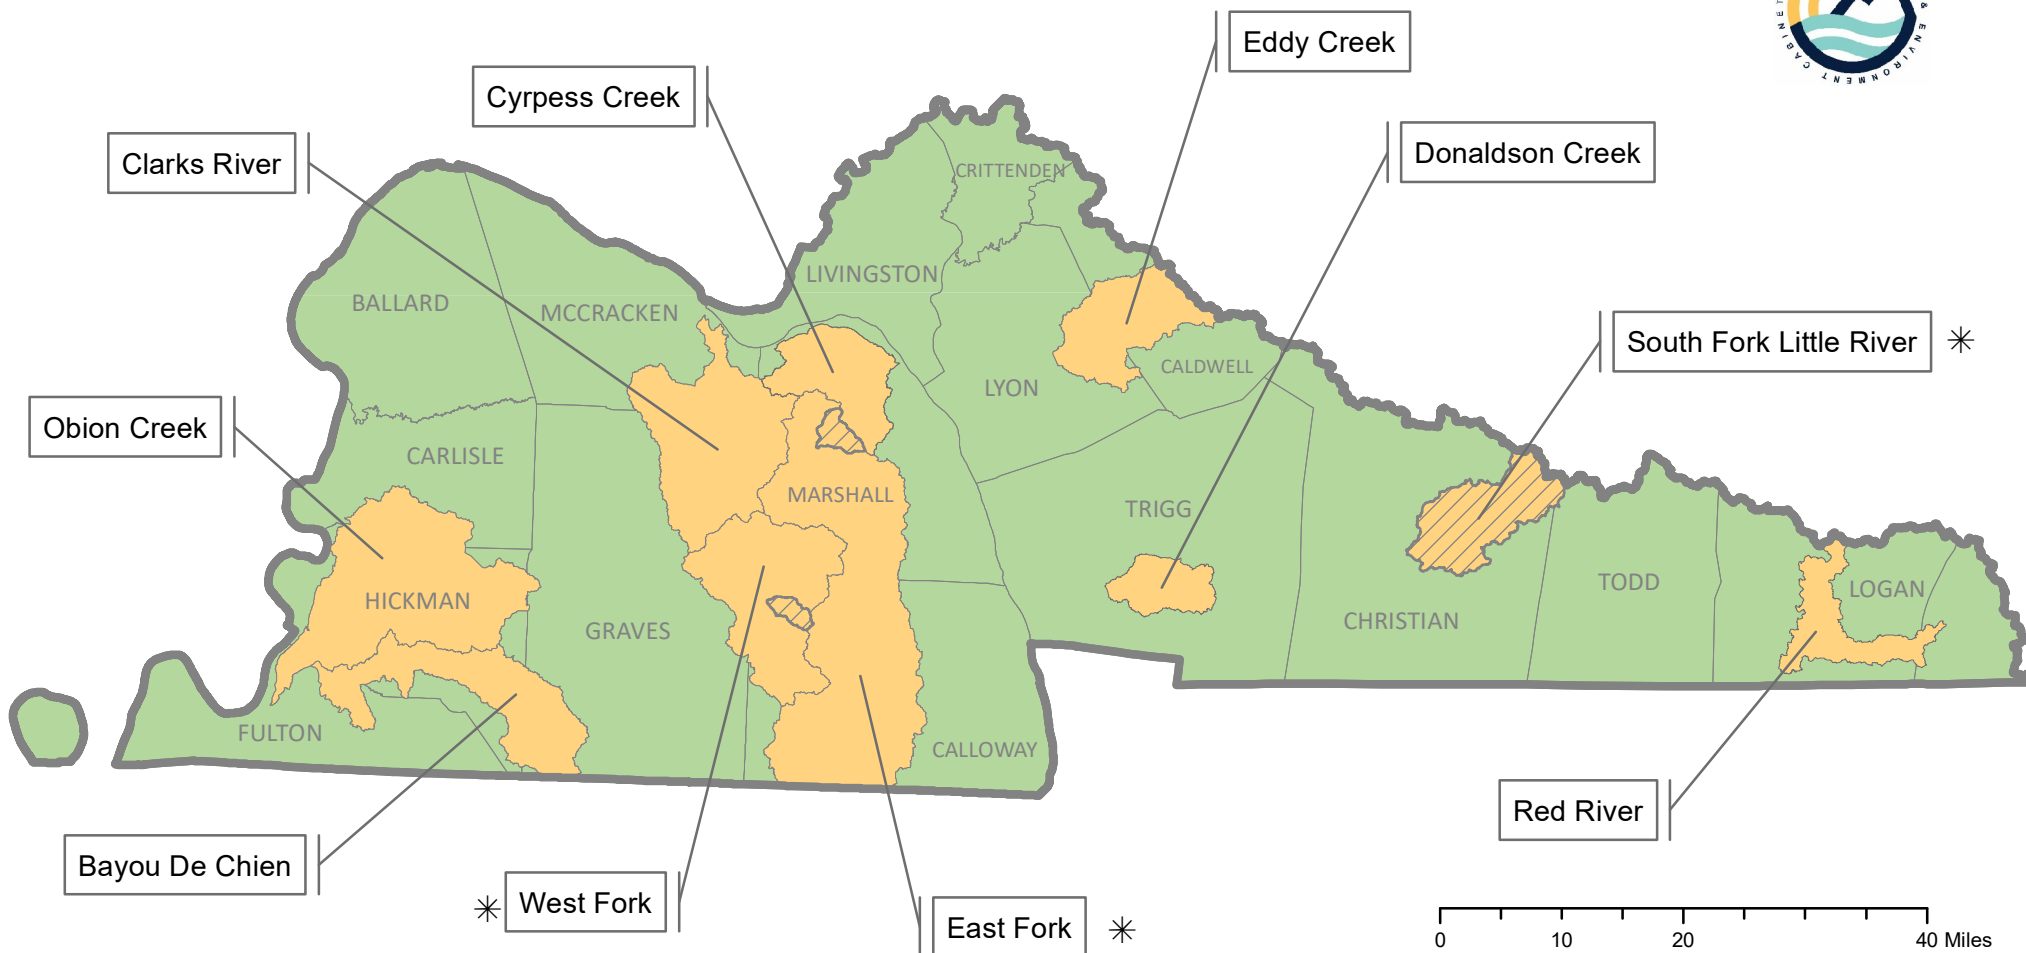 & ENVIRONMENT CABINET
Eddy Creek
Cyrpess Creek
Clarks River
Donaldson Creek
CRITTENDEN
LIVINGSTON
BALLARD
MCCRACKEN
South Fork Little River ✳
CALDWELL
LYON
Obion Creek
CARLISLE
MARSHALL
TRIGG
TODD
LOGAN
HICKMAN
GRAVES
CHRISTIAN
FULTON
CALLOWAY
Red River
Bayou De Chien
✳ West Fork
East Fork ✳
0 10 20 40 Miles